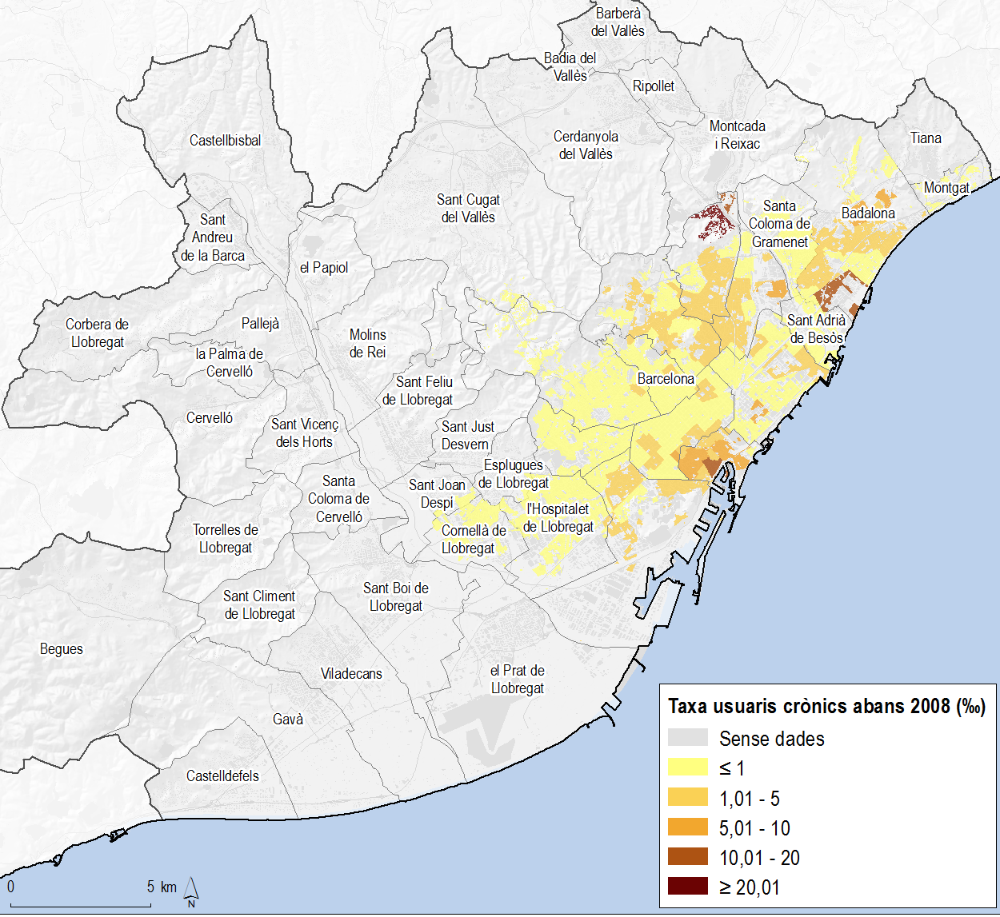 Barberà
del Vallès
Badia del
Vallès
Ripollet
Montcada
i Reixac
Tiana
Castellbisbal
Cerdanyola
del Vallès
Montgat
Sant Cugat
del Vallès
Santa
Coloma de
Gramenet
Badalona
Sant
Andreu
de la Barca
el Papiol
Corbera de
Llobregat
Pallejà
Molins
de Rei
Sant Adrià
de Besòs
la Palma de
Cervelló
Barcelona
Sant Feliu
de Llobregat
Cervelló
Sant Vicenç
dels Horts
Sant Just
Desvern
Esplugues
de Llobregat
Santa
Coloma de
Cervelló
Sant Joan
Despí
l'Hospitalet
de Llobregat
Torrelles de
Llobregat
Cornellà de
Llobregat
Sant Climent
de Llobregat
Sant Boi de
Llobregat
Begues
Viladecans
el Prat de
Llobregat
Gavà
Castelldefels
Taxa usuaris crònics abans 2008 (‰)
Sense dades
≤ 1
1,01 - 5
5,01 - 10
10,01 - 20
≥ 20,01
0 5 km
N